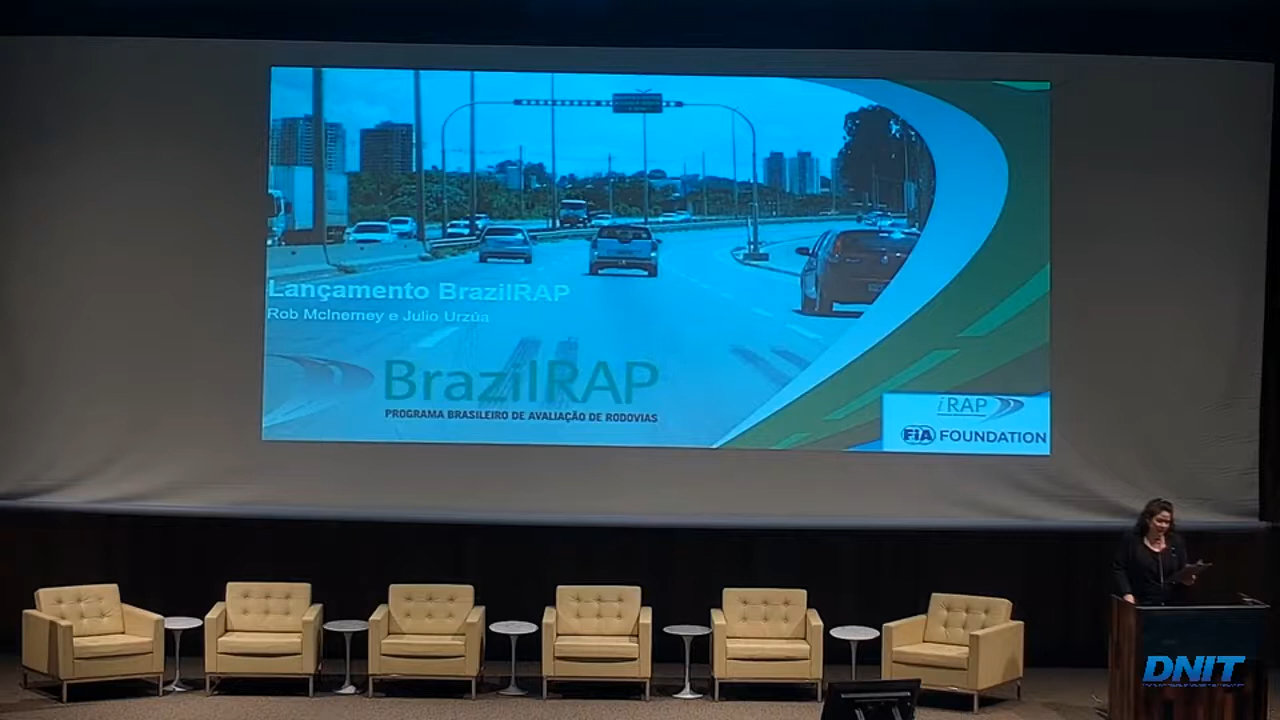 Lançamento BrazilRAP
Rob McInerney e Julio Urzúa
BrazilRAP
PROGRAMA BRASILEIRO DE AVALIAÇÃO DE RODOVIAS
iRAP
FiA FOUNDATION
DNIT